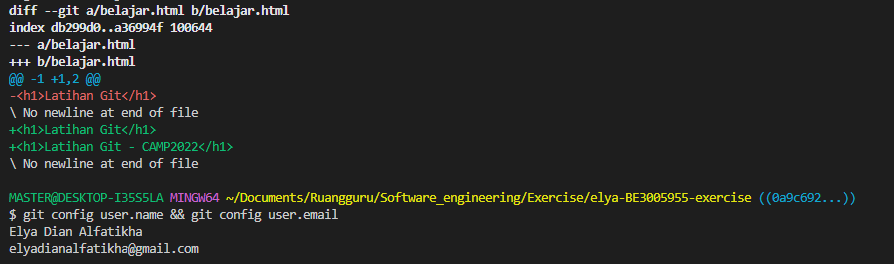 diff --git a/belajar.html b/belajar.html
index db299d0..a36994f 100644
--- a/belajar.html
+++ b/belajar.html
@@ -1 +1,2 @@
-<h1>Latihan Git</h1>
\ No newline at end of file
+<h1>Latihan Git</h1>
+<h1>Latihan Git - CAMP2022</h1>
\ No newline at end of file
MASTER@DESKTOP-I35S5LA MINGW64 ~/Documents/Ruangguru/Software_engineering/Exercise/elya-BE3005955-exercise ((0a9c692...))
$ git config user.name && git config user.email
Elya Dian Alfatikha
elyadianalfatikha@gmail.com